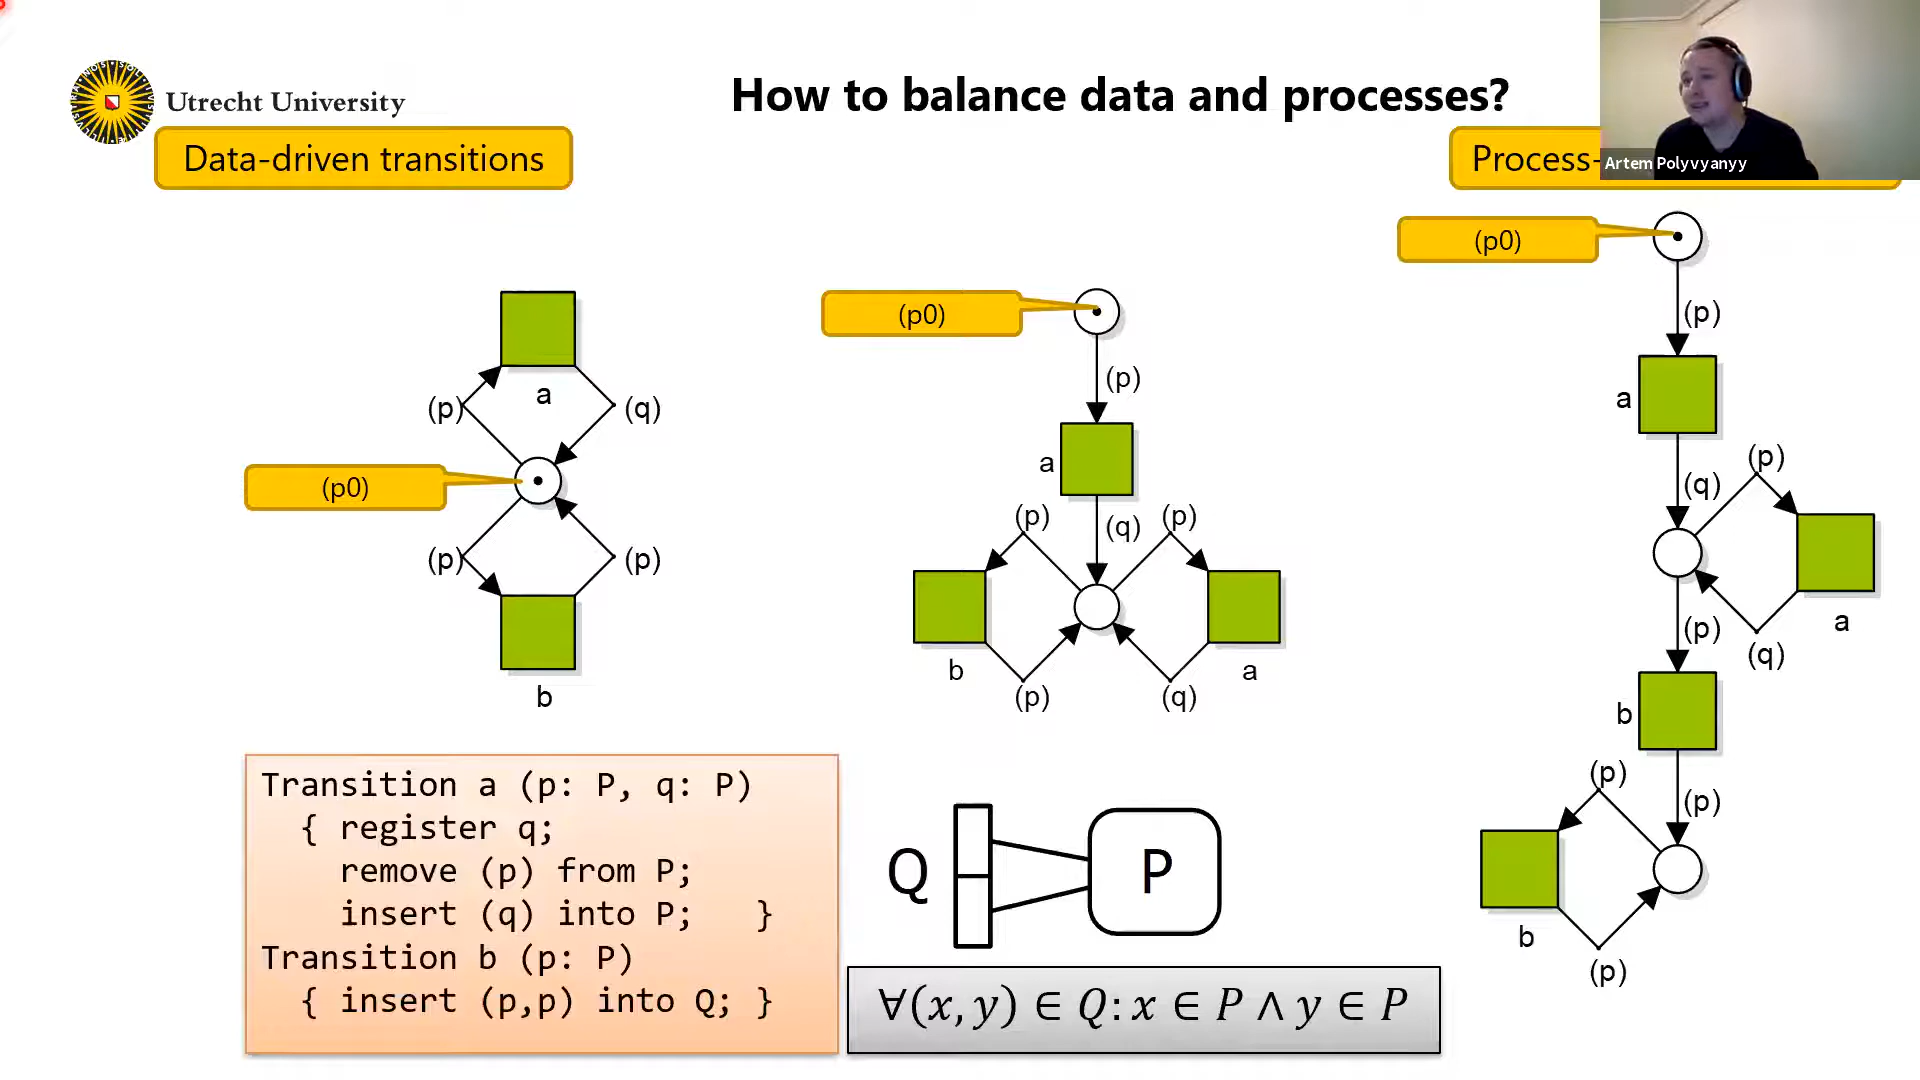 Utrecht University
How to balance data and processes?
Data-driven transitions
Process-
Artem Polyvyanyy
(p0)
a
(p)
(q)
(p0)
(p)
(p)
b
(p0)
(p)
a
(q)
(p)
(p)
b
a
(p)
(q)
(p0)
(p)
a
(q)
(p)
a
(q)
(p)
b
(p)
(p)
b
(p)
Transition a (p: P, q: P)
{ register q;
remove (p) from P;
insert (q) into P; }
Transition b (p: P)
{ insert (p,p) into Q; }
Q P
∀(x, y) ∈ Q: x ∈ P ∧ y ∈ P